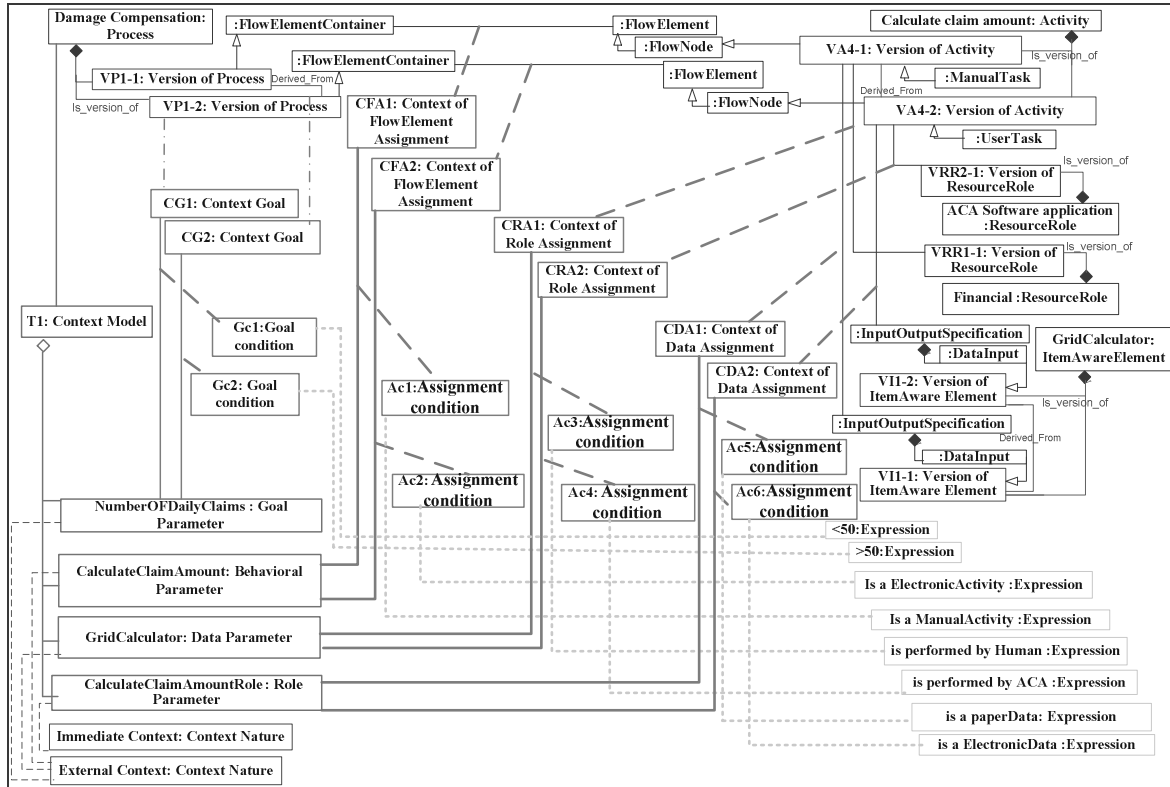 Damage Compensation:
Process
:FlowElementContainer
:FlowElement
Calculate claim amount: Activity
:FlowElementContainer
:FlowNode
VA4-1: Version of Activity
Is_version_of
VP1-1: Version of Process
Derived_From
:FlowElement
:ManualTask
Is_version_of
VP1-2: Version of Process
:FlowNode
Derived_From
VA4-2: Version of Activity
CFA1: Context of
FlowElement
Assignment
:UserTask
CFA2: Context of
FlowElement
Assignment
Is_version_of
VRR2-1: Version of
ResourceRole
CG1: Context Goal
ACA Software application
:ResourceRole
CG2: Context Goal
CRA1: Context of
Role Assignment
Is_version_of
VRR1-1: Version of
ResourceRole
CRA2: Context of
Role Assignment
Financial :ResourceRole
T1: Context Model
Gc1:Goal
condition
CDA1: Context of
Data Assignment
:InputOutputSpecification
GridCalculator:
ItemAwareElement
:DataInput
Gc2: Goal
condition
CDA2: Context of
Data Assignment
VI1-2: Version of
ItemAware Element
Ac1:Assignment
condition
Is_version_of
Ac3:Assignment
condition
:InputOutputSpecification
Derived_From
Ac5:Assignment
condition
:DataInput
Ac2: Assignment
condition
Ac4: Assignment
condition
Ac6:Assignment
condition
VI1-1: Version of
ItemAware Element
NumberOFDailyClaims : Goal
Parameter
<50:Expression
>50:Expression
CalculateClaimAmount: Behavioral
Parameter
Is a ElectronicActivity :Expression
Is a ManualActivity :Expression
GridCalculator: Data Parameter
is performed by Human :Expression
CalculateClaimAmountRole : Role
Parameter
is performed by ACA :Expression
is a paperData: Expression
Immediate Context: Context Nature
is a ElectronicData :Expression
External Context: Context Nature